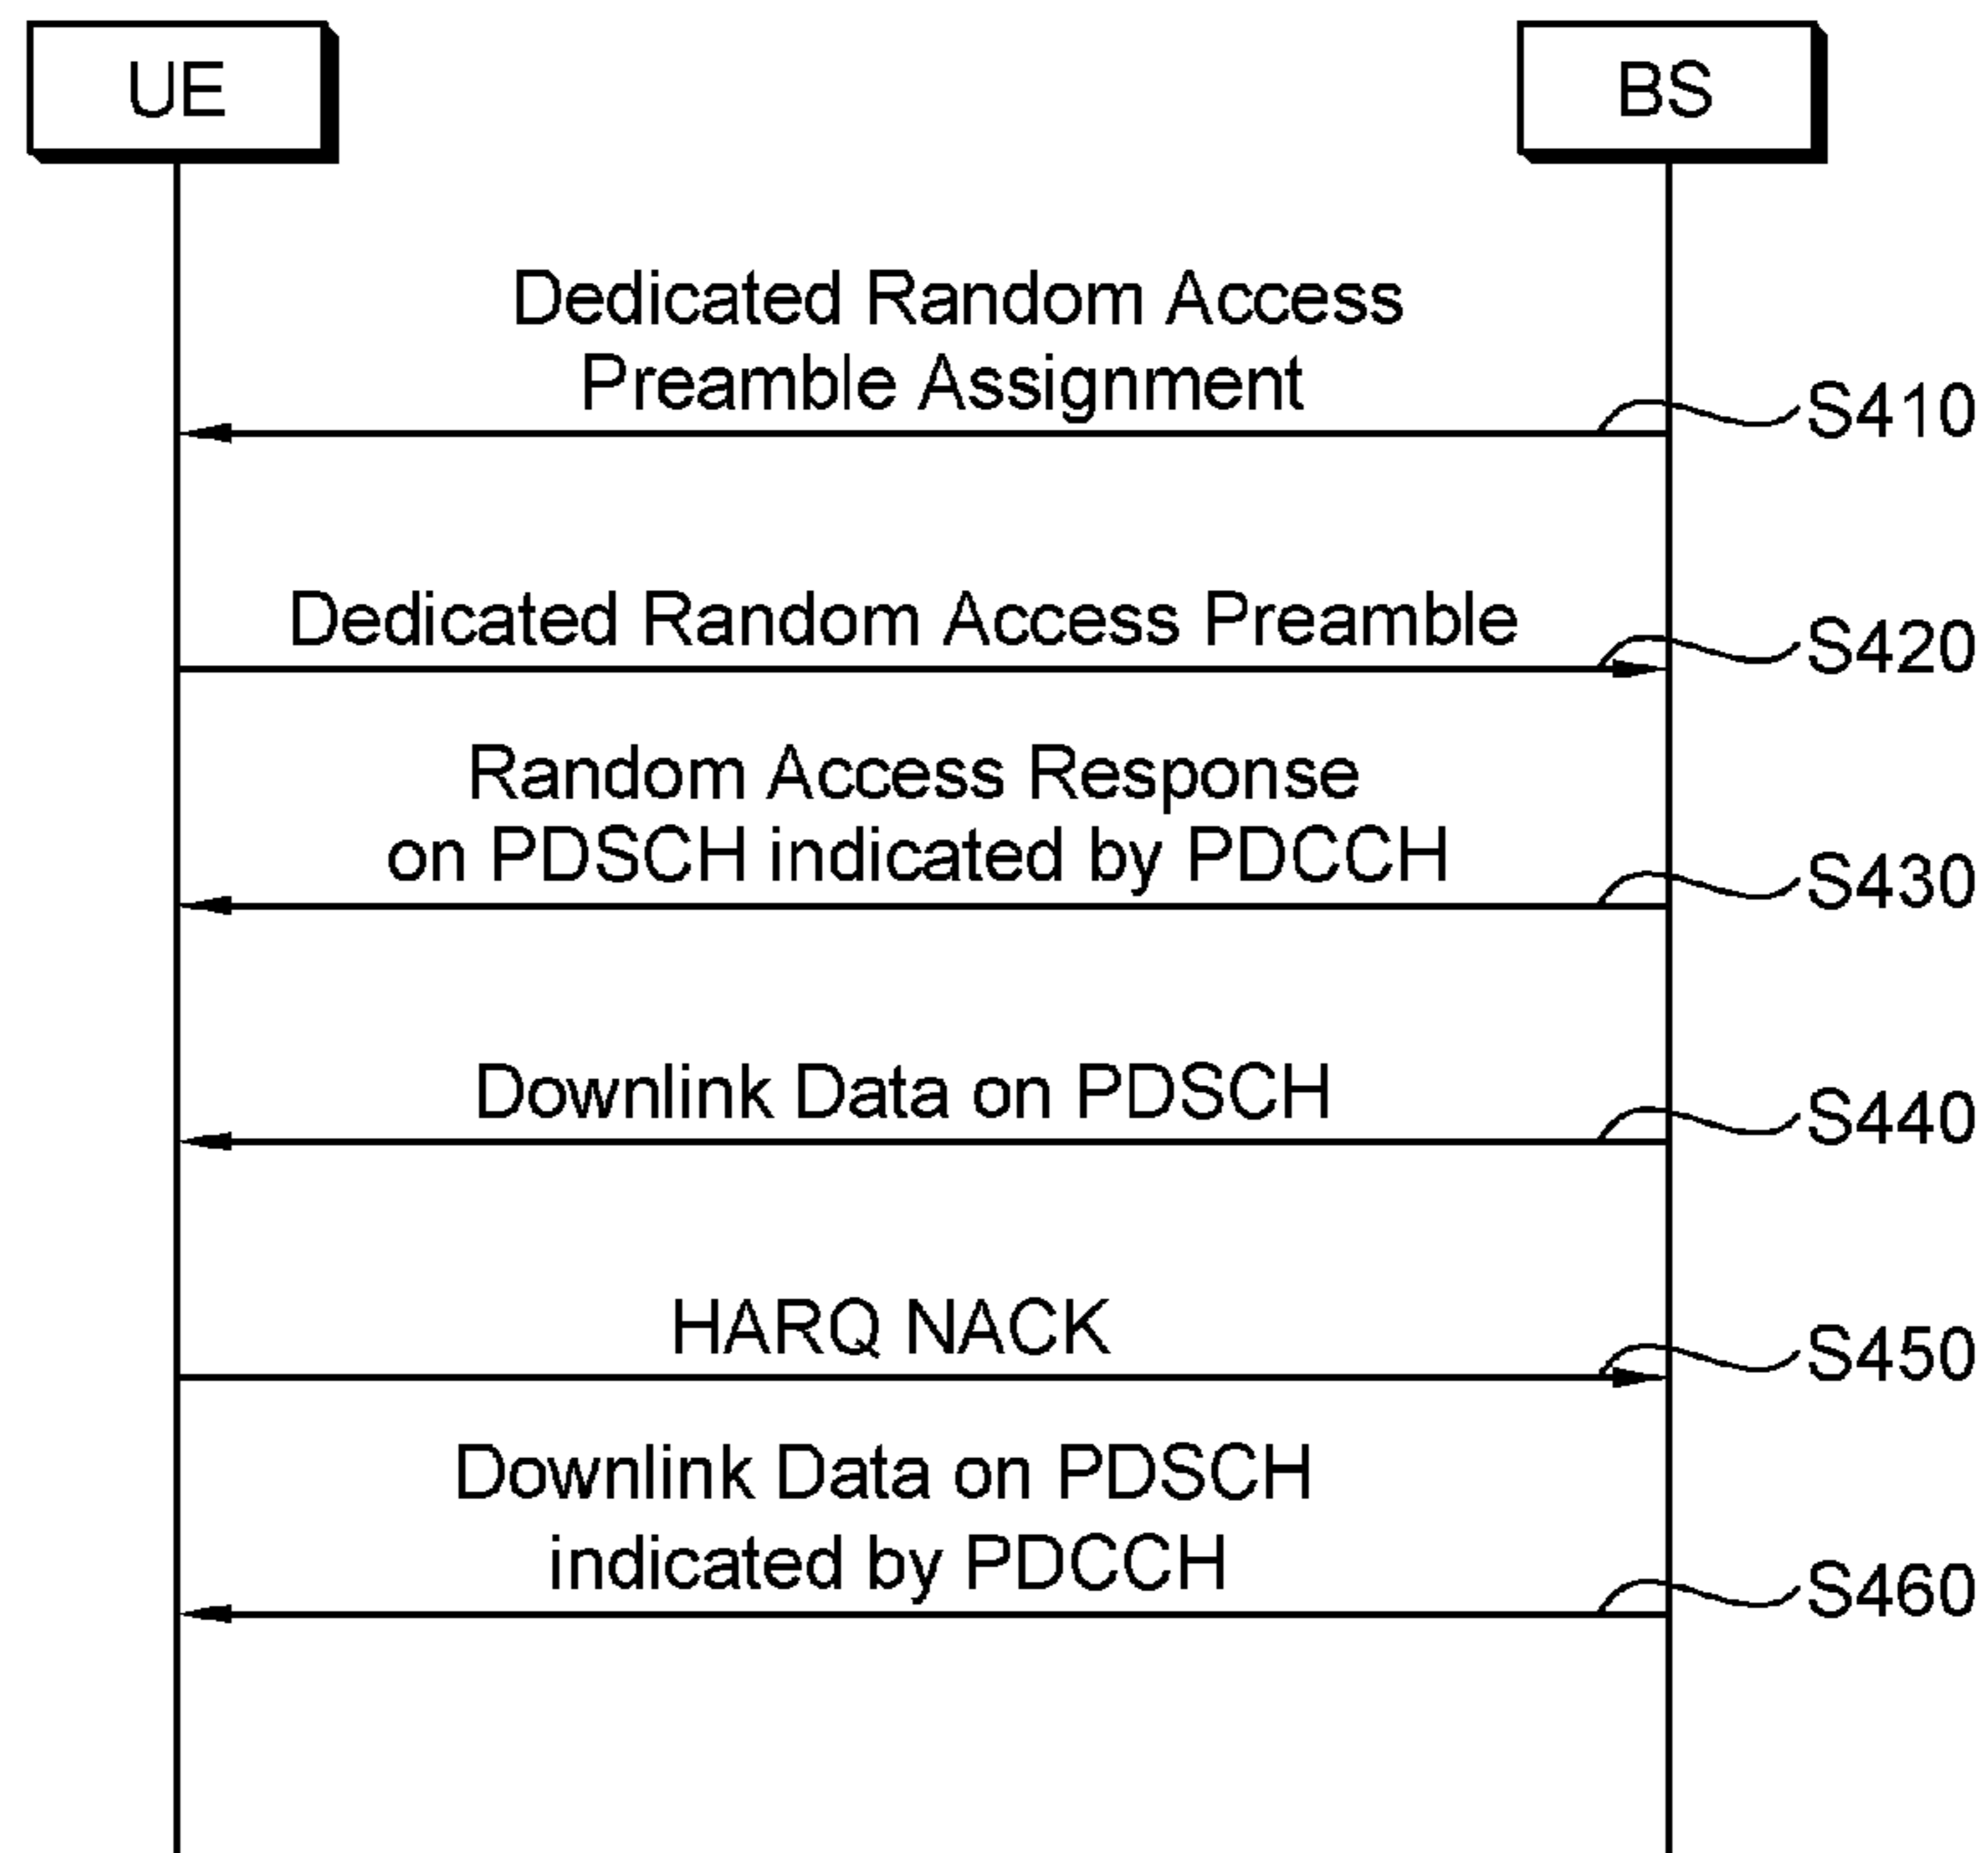 UE
BS
Dedicated Random Access
Preamble Assignment
S410
Dedicated Random Access Preamble
S420
Random Access Response
on PDSCH indicated by PDCCH
S430
Downlink Data on PDSCH
S440
HARQ NACK
S450
Downlink Data on PDSCH
indicated by PDCCH
S460